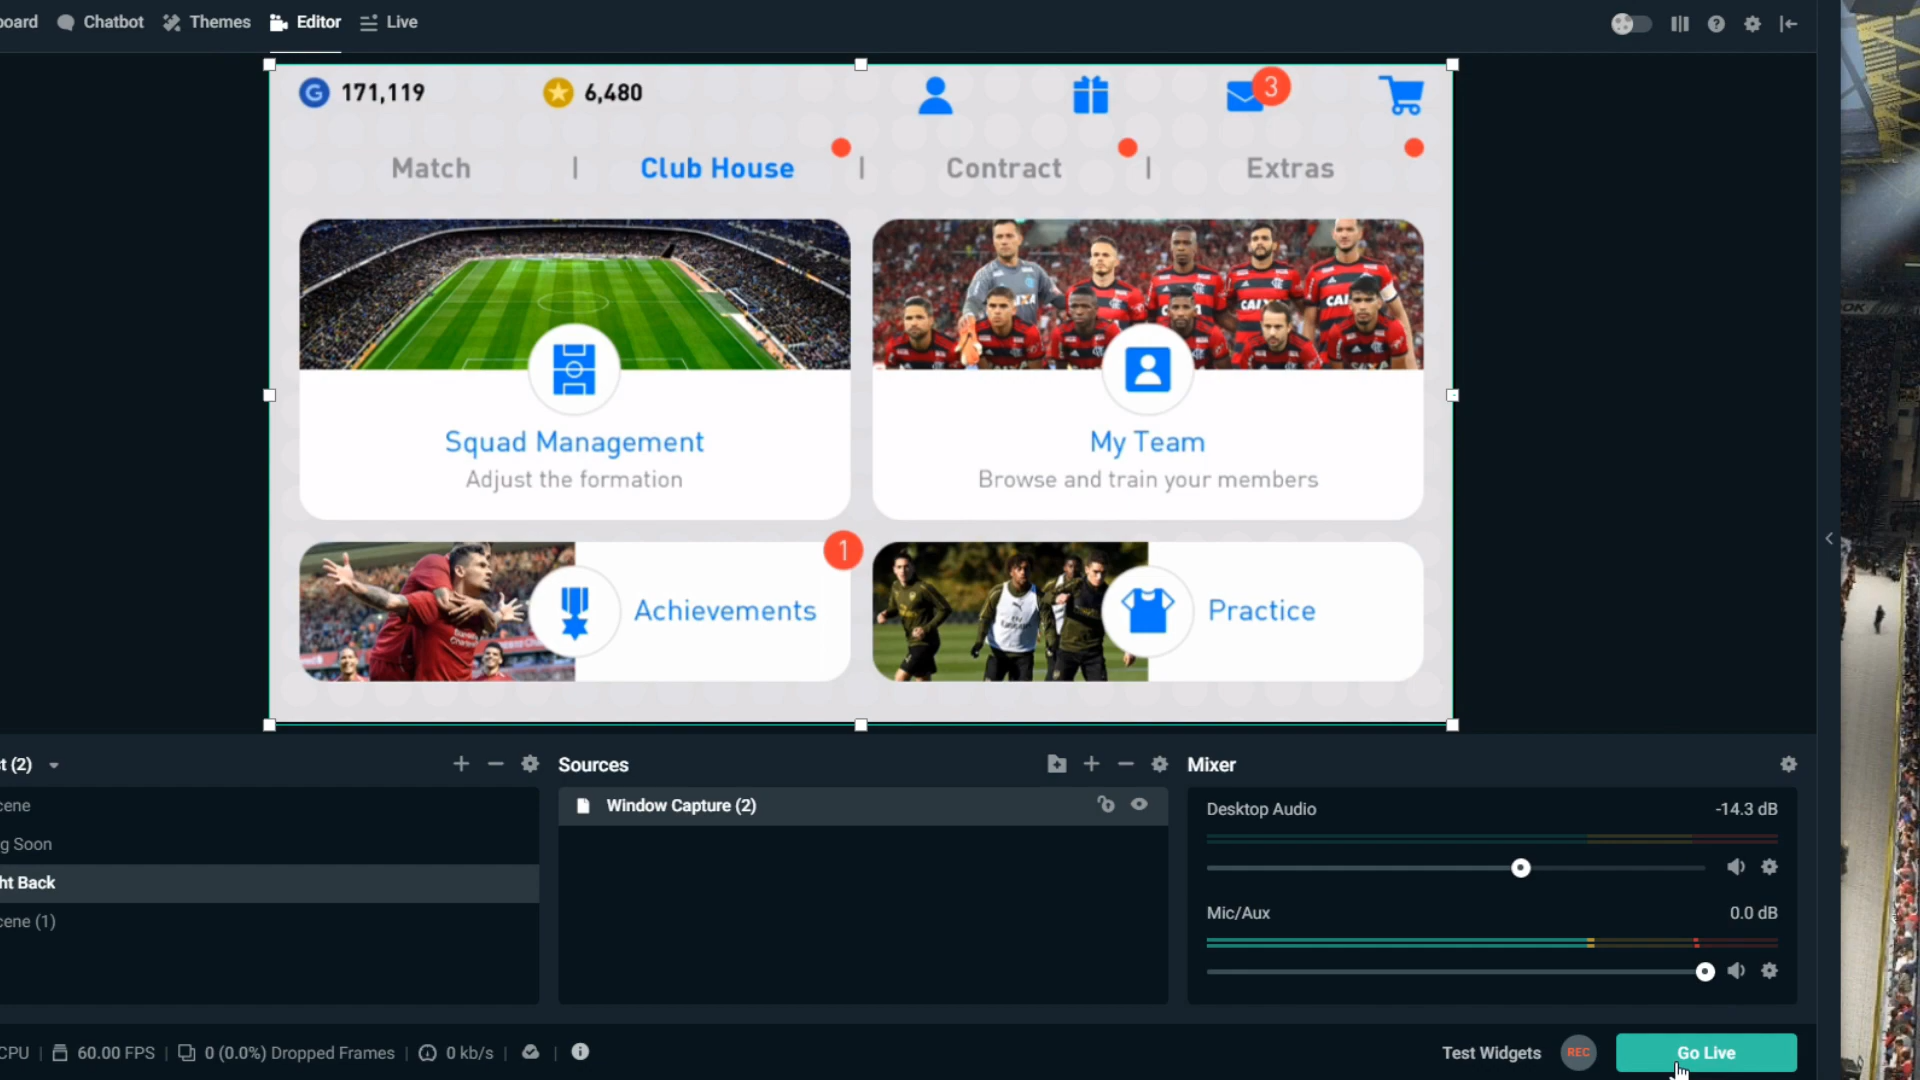 board Chatbot Themes Editor Live
G 171,119 6,480 3
Match | Club House | Contract | Extras
Squad Management
Adjust the formation
My Team
Browse and train your members
1
Achievements
Practice
t (2)
Sources
Mixer
cene
g Soon
ht Back
cene (1)
Window Capture (2)
Desktop Audio -14.3 dB
Mic/Aux 0.0 dB
CPU 60.00 FPS 0 (0.0%) Dropped Frames 0 kb/s
Test Widgets REC Go Live